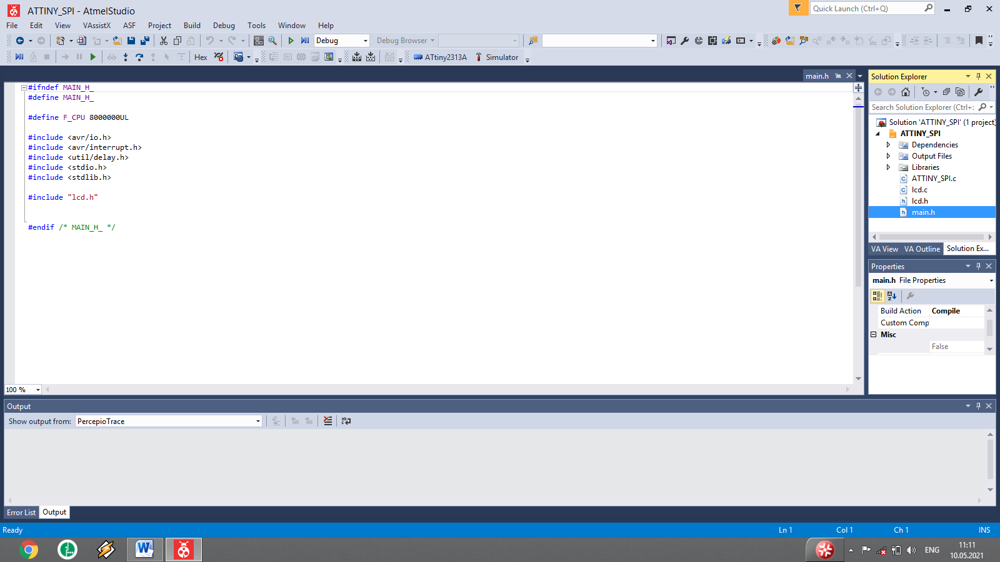 ATTINY_SPI - AtmelStudio
Quick Launch (Ctrl+Q)
File Edit View VAssistX ASF Project Build Debug Tools Window Help
Debug Debug Browser
Hex ATtiny2313A Simulator
main.h
#ifndef MAIN_H_
#define MAIN_H_
#define F_CPU 8000000UL
#include <avr/io.h>
#include <avr/interrupt.h>
#include <util/delay.h>
#include <stdio.h>
#include <stdlib.h>
#include "lcd.h"
#endif /* MAIN_H_ */
100 %
Solution Explorer
Search Solution Explorer (Ctrl+;
Solution 'ATTINY_SPI' (1 project)
ATTINY_SPI
Dependencies
Output Files
Libraries
ATTINY_SPI.c
lcd.c
lcd.h
main.h
VA View VA Outline Solution Ex...
Properties
main.h File Properties
Build Action Compile
Custom Comp
Misc
False
Output
Show output from: PercepioTrace
Error List Output
Ready Ln 1 Col 1 Ch 1 INS
ENG 11:11
10.05.2021